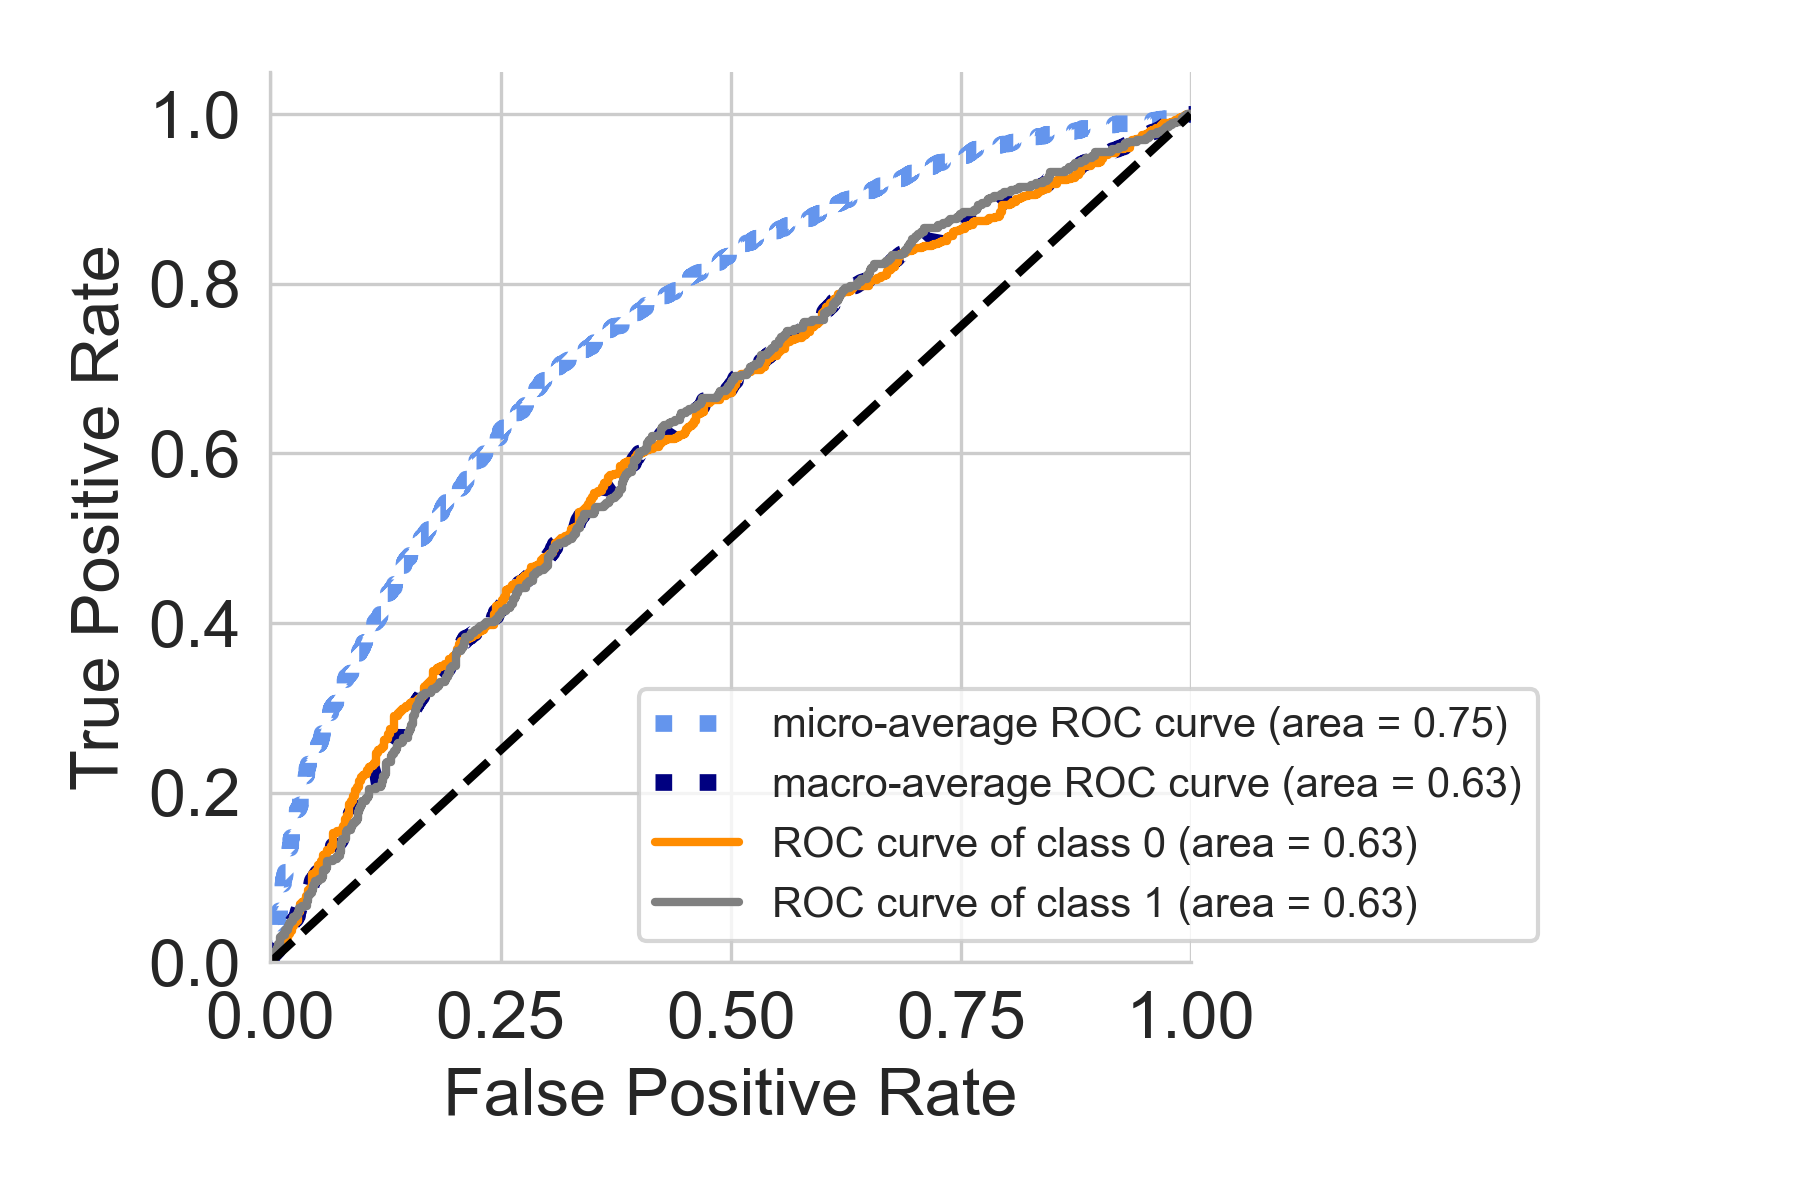 True Positive Rate
1.0
0.8
0.6
0.4
0.2
0.0
0.00 0.25 0.50 0.75 1.00
False Positive Rate
micro-average ROC curve (area = 0.75)
macro-average ROC curve (area = 0.63)
ROC curve of class 0 (area = 0.63)
ROC curve of class 1 (area = 0.63)